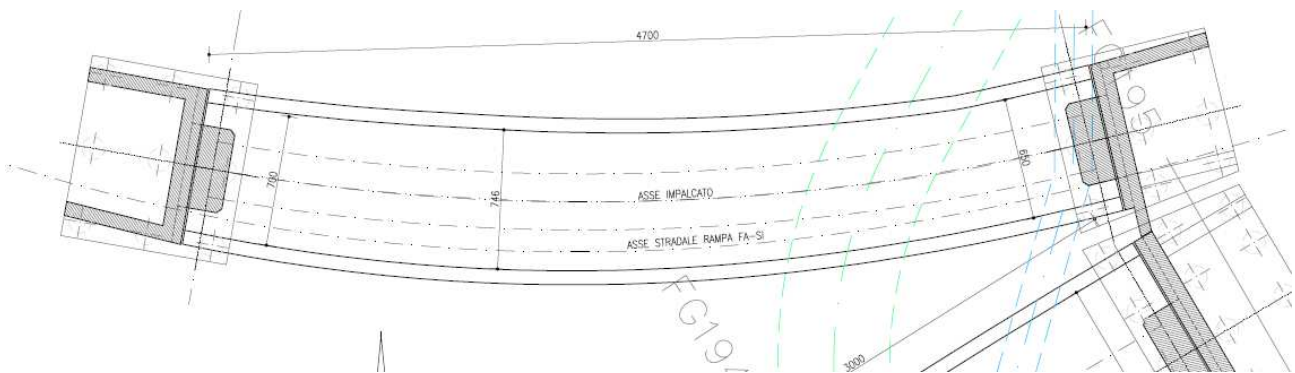 4700
700
746
650
ASSE IMPALCATO
ASSE STRADALE RAMPA FA-SI
3000